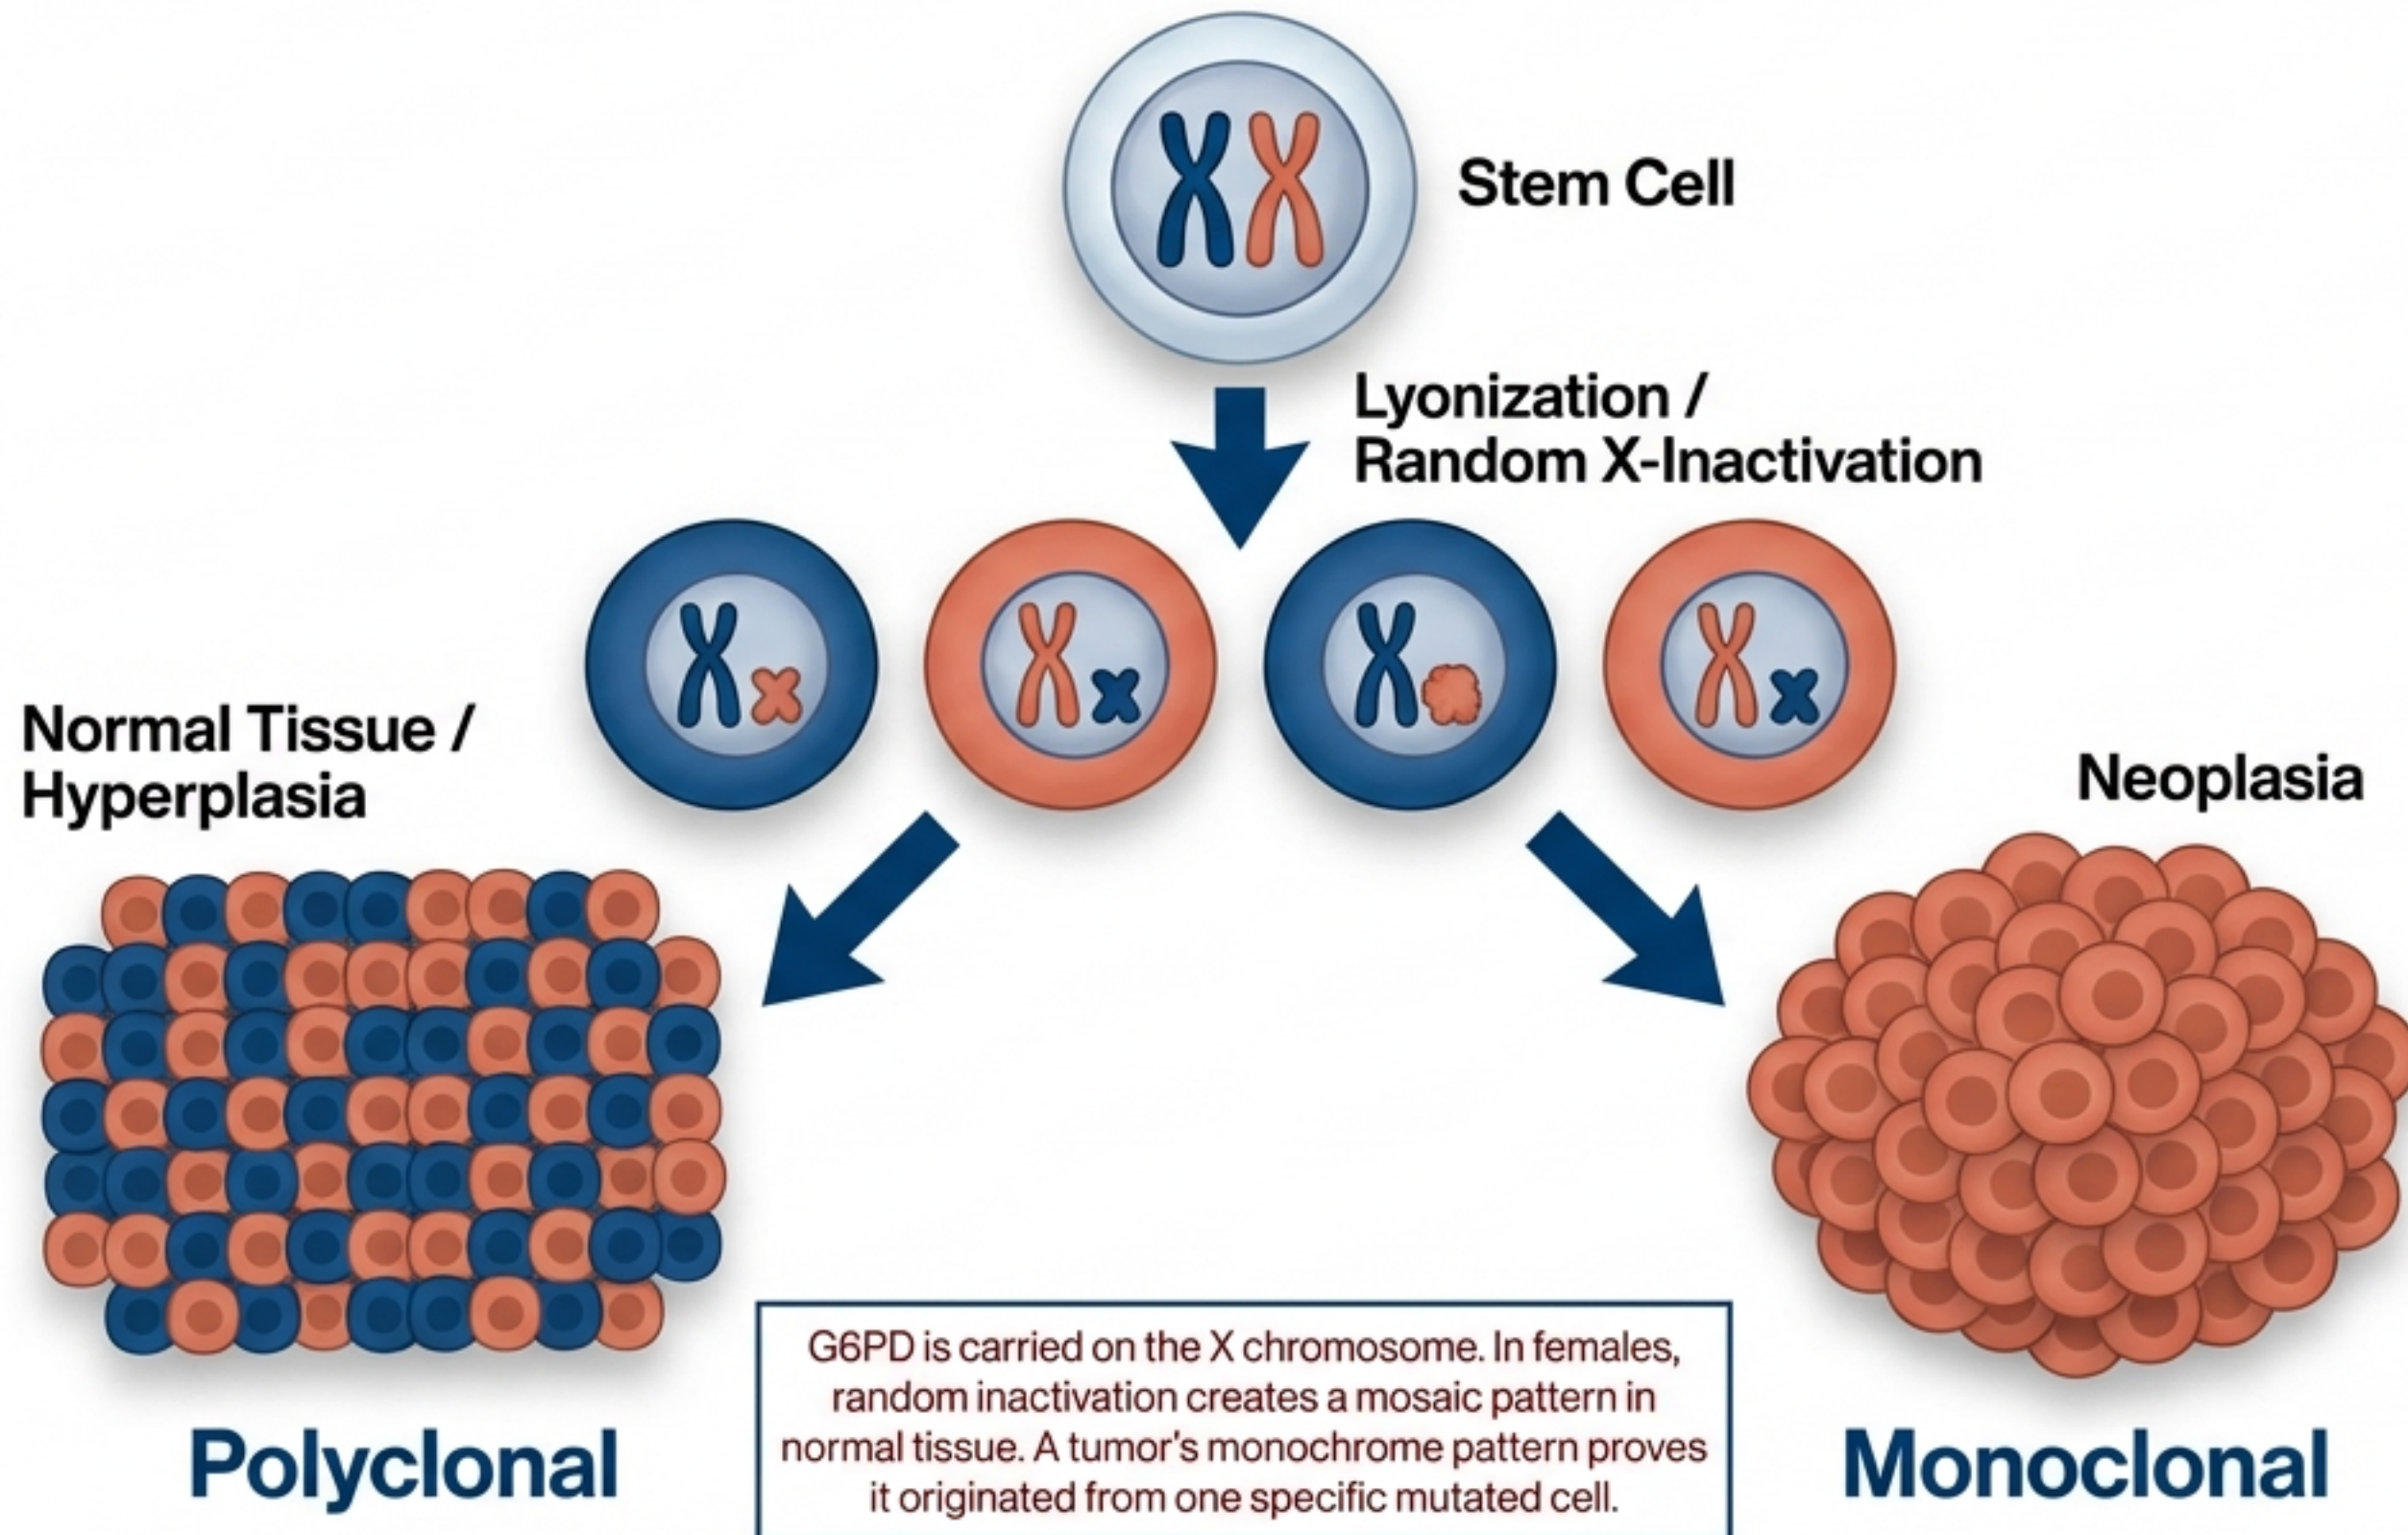 Stem Cell
Lyonization /
Random X-Inactivation
Normal Tissue /
Hyperplasia
Neoplasia
G6PD is carried on the X chromosome. In females,
random inactivation creates a mosaic pattern in
normal tissue. A tumor's monochrome pattern proves
it originated from one specific mutated cell.
Polyclonal
Monoclonal